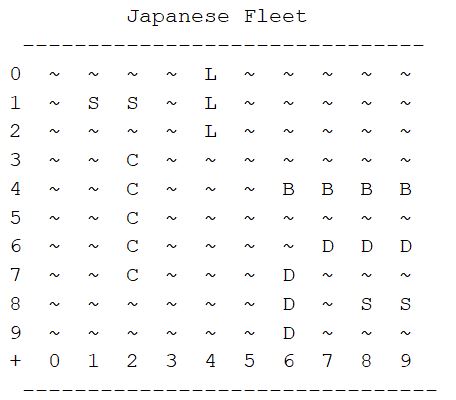 Japanese Fleet
-------------------------------
0 ~ ~ ~ ~ L ~ ~ ~ ~ ~
1 ~ S S ~ L ~ ~ ~ ~ ~
2 ~ ~ ~ ~ L ~ ~ ~ ~ ~
3 ~ ~ C ~ ~ ~ ~ ~ ~ ~
4 ~ ~ C ~ ~ ~ B B B B
5 ~ ~ C ~ ~ ~ ~ ~ ~ ~
6 ~ ~ C ~ ~ ~ ~ D D D
7 ~ ~ C ~ ~ ~ D ~ ~ ~
8 ~ ~ ~ ~ ~ ~ D ~ S S
9 ~ ~ ~ ~ ~ ~ D ~ ~ ~
+ 0 1 2 3 4 5 6 7 8 9
--------------------------------